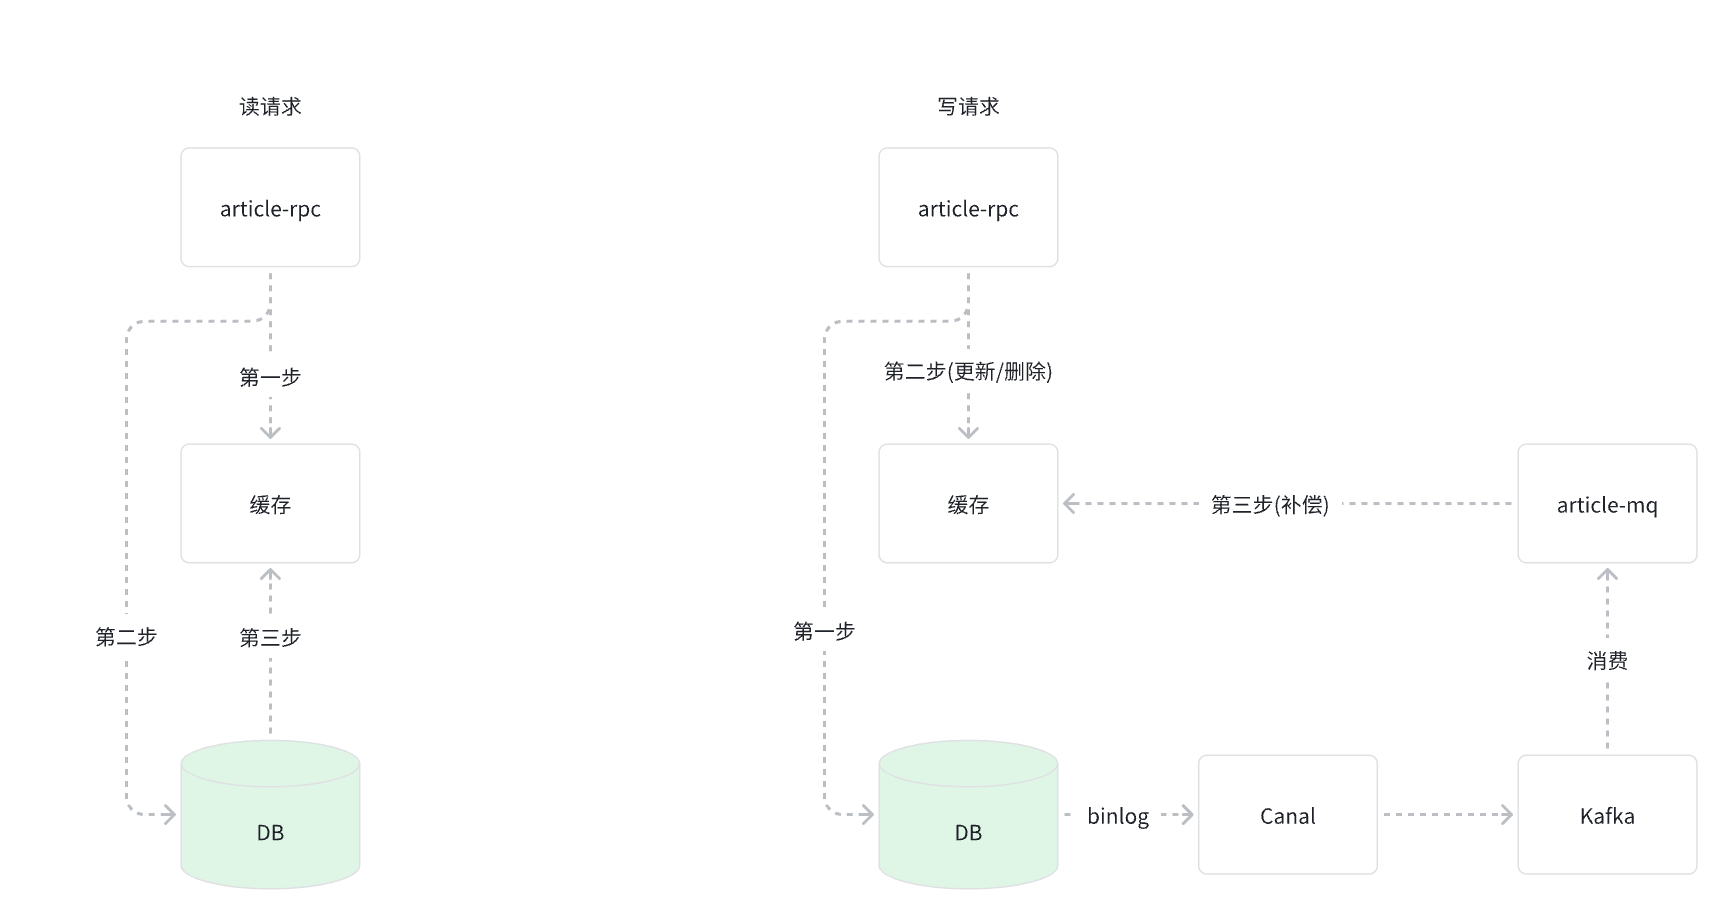 读请求
article-rpc
第一步
缓存
第二步
第三步
DB
写请求
article-rpc
第二步(更新/删除)
缓存
第三步(补偿)
article-mq
第一步
消费
DB
binlog
Canal
Kafka